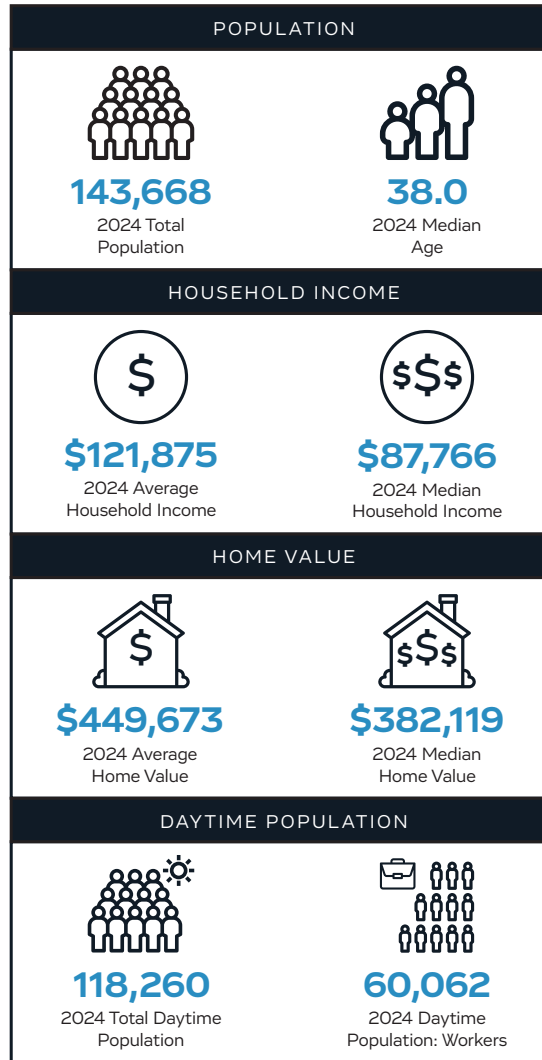 POPULATION
143,668
2024 Total
Population
38.0
2024 Median
Age
HOUSEHOLD INCOME
$
$121,875
2024 Average
Household Income
$$$
$87,766
2024 Median
Household Income
HOME VALUE
$
$449,673
2024 Average
Home Value
$$$
$382,119
2024 Median
Home Value
DAYTIME POPULATION
118,260
2024 Total Daytime
Population
60,062
2024 Daytime
Population: Workers